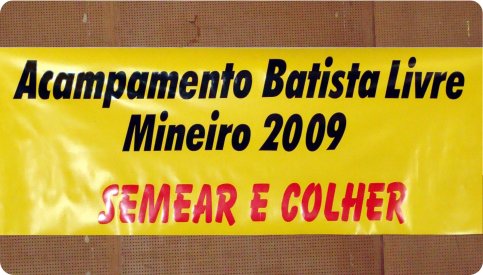 Acampamento Batista Livre
Mineiro 2009
SEMEAR E COLHER